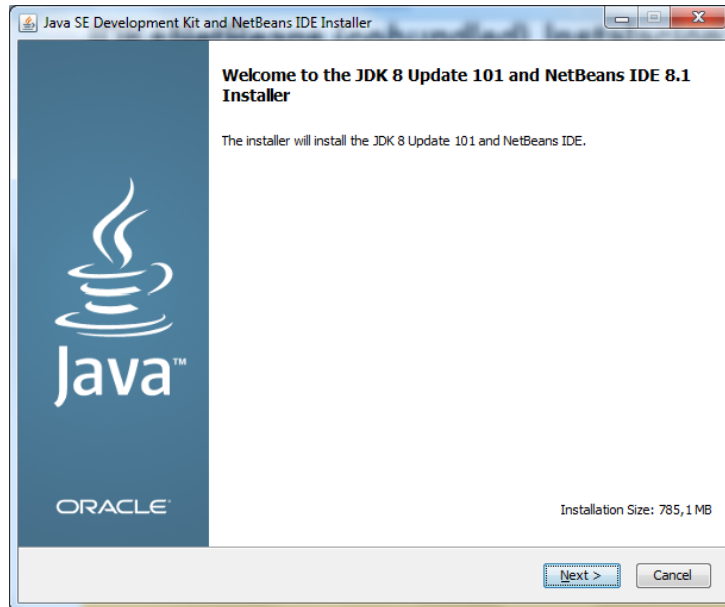 Java SE Development Kit and NetBeans IDE Installer
Welcome to the JDK 8 Update 101 and NetBeans IDE 8.1
Installer
The installer will install the JDK 8 Update 101 and NetBeans IDE.
Java™
ORACLE
Installation Size: 785,1 MB
Next >
Cancel